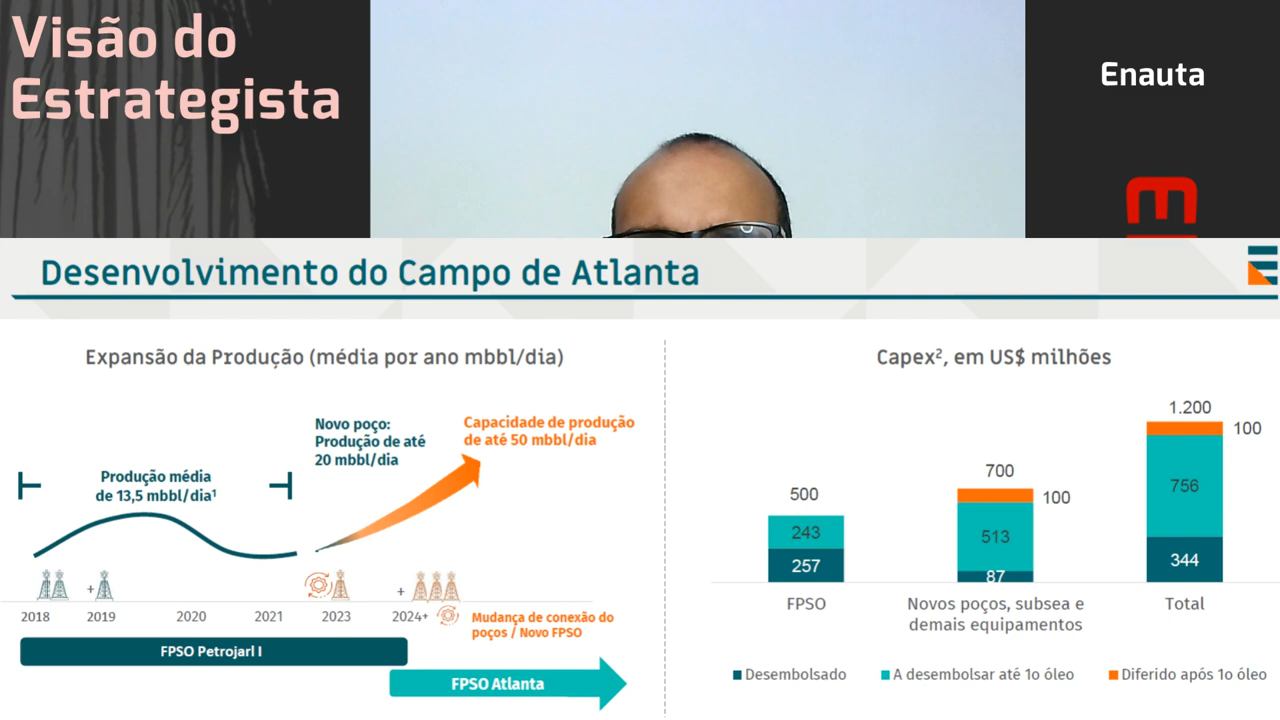 Visão do
Estrategista
Enauta
Desenvolvimento do Campo de Atlanta
Expansão da Produção (média por ano mbbl/dia)
Produção média
de 13,5 mbbl/dia¹
Novo poço:
Produção de até
20 mbbl/dia
Capacidade de produção
de até 50 mbbl/dia
+
+
2018
2019
2020
2021
2023
2024+
Mudança de conexão do
poços / Novo FPSO
FPSO Petrojarl I
FPSO Atlanta
Capex², em US$ milhões
500
243
257
FPSO
700
100
513
87
Novos poços, subsea e
demais equipamentos
1.200
100
756
344
Total
Desembolsado
A desembolsar até 1o óleo
Diferido após 1o óleo